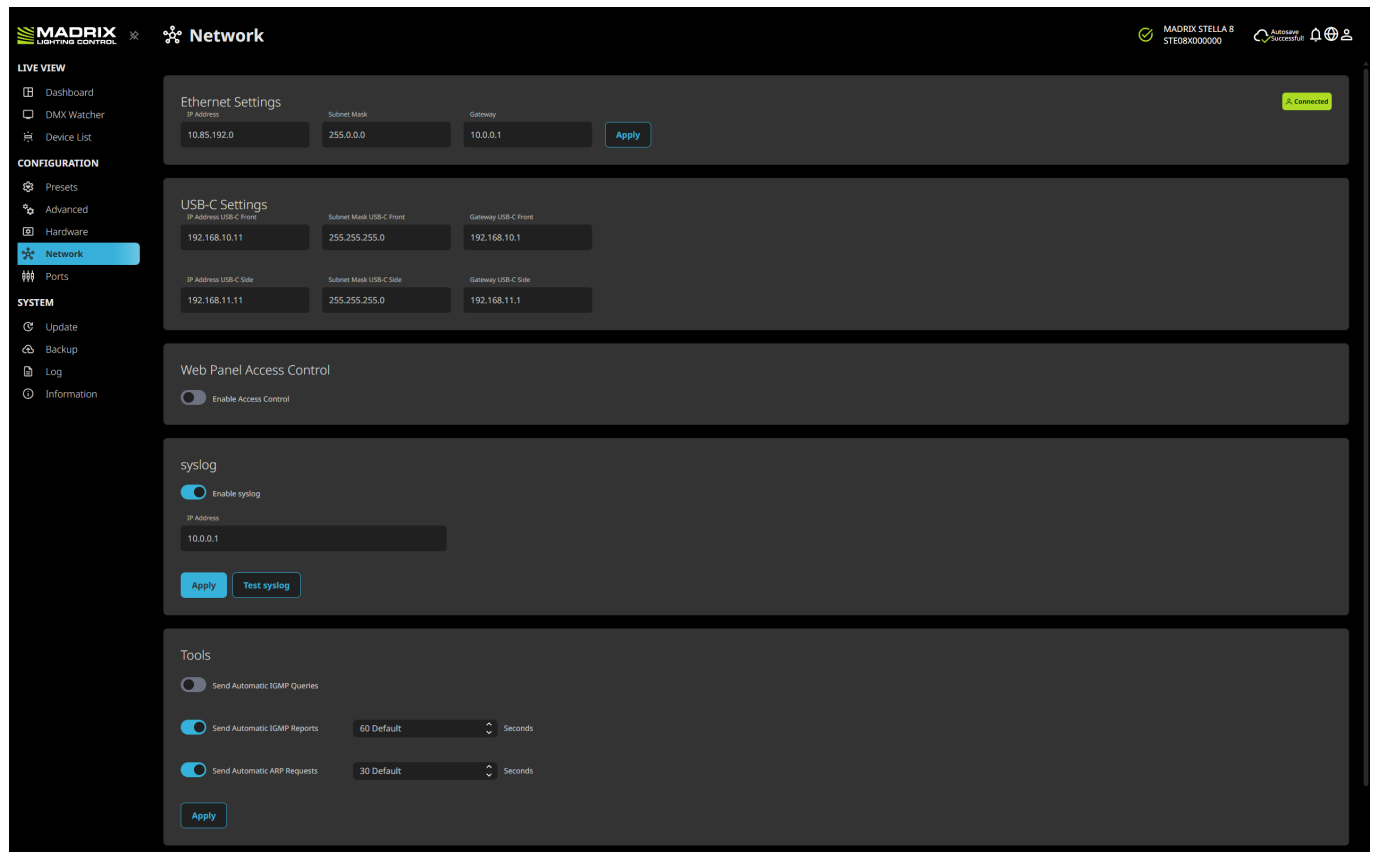 MADRIX
LIGHTING CONTROL
Network
MADRIX STELLA 8
STE08X000000
Autosave
Successful!
LIVE VIEW
Dashboard
DMX Watcher
Device List
CONFIGURATION
Presets
Advanced
Hardware
Network
Ports
SYSTEM
Update
Backup
Log
Information
Ethernet Settings
Connected
IP Address Subnet Mask Gateway
10.85.192.0 255.0.0.0 10.0.0.1 Apply
USB-C Settings
IP Address USB-C Front Subnet Mask USB-C Front Gateway USB-C Front
192.168.10.11 255.255.255.0 192.168.10.1
IP Address USB-C Side Subnet Mask USB-C Side Gateway USB-C Side
192.168.11.11 255.255.255.0 192.168.11.1
Web Panel Access Control
Enable Access Control
syslog
Enable syslog
IP Address
10.0.0.1
Apply Test syslog
Tools
Send Automatic IGMP Queries
Send Automatic IGMP Reports 60 Default Seconds
Send Automatic ARP Requests 30 Default Seconds
Apply